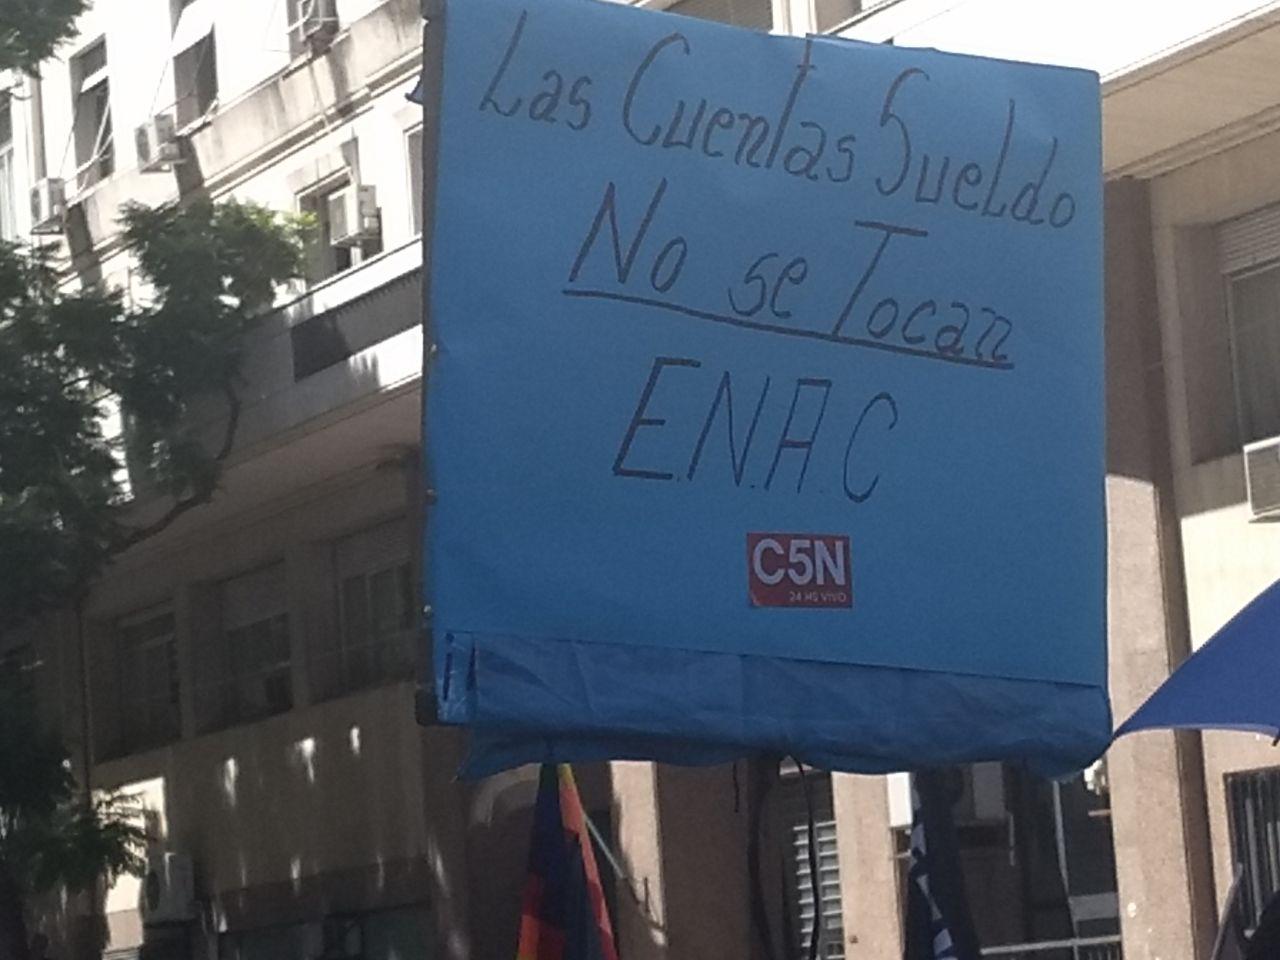 Las Cuentas Sueldo
No se Tocan
E.N.A.C
C5N
24 HS VIVO